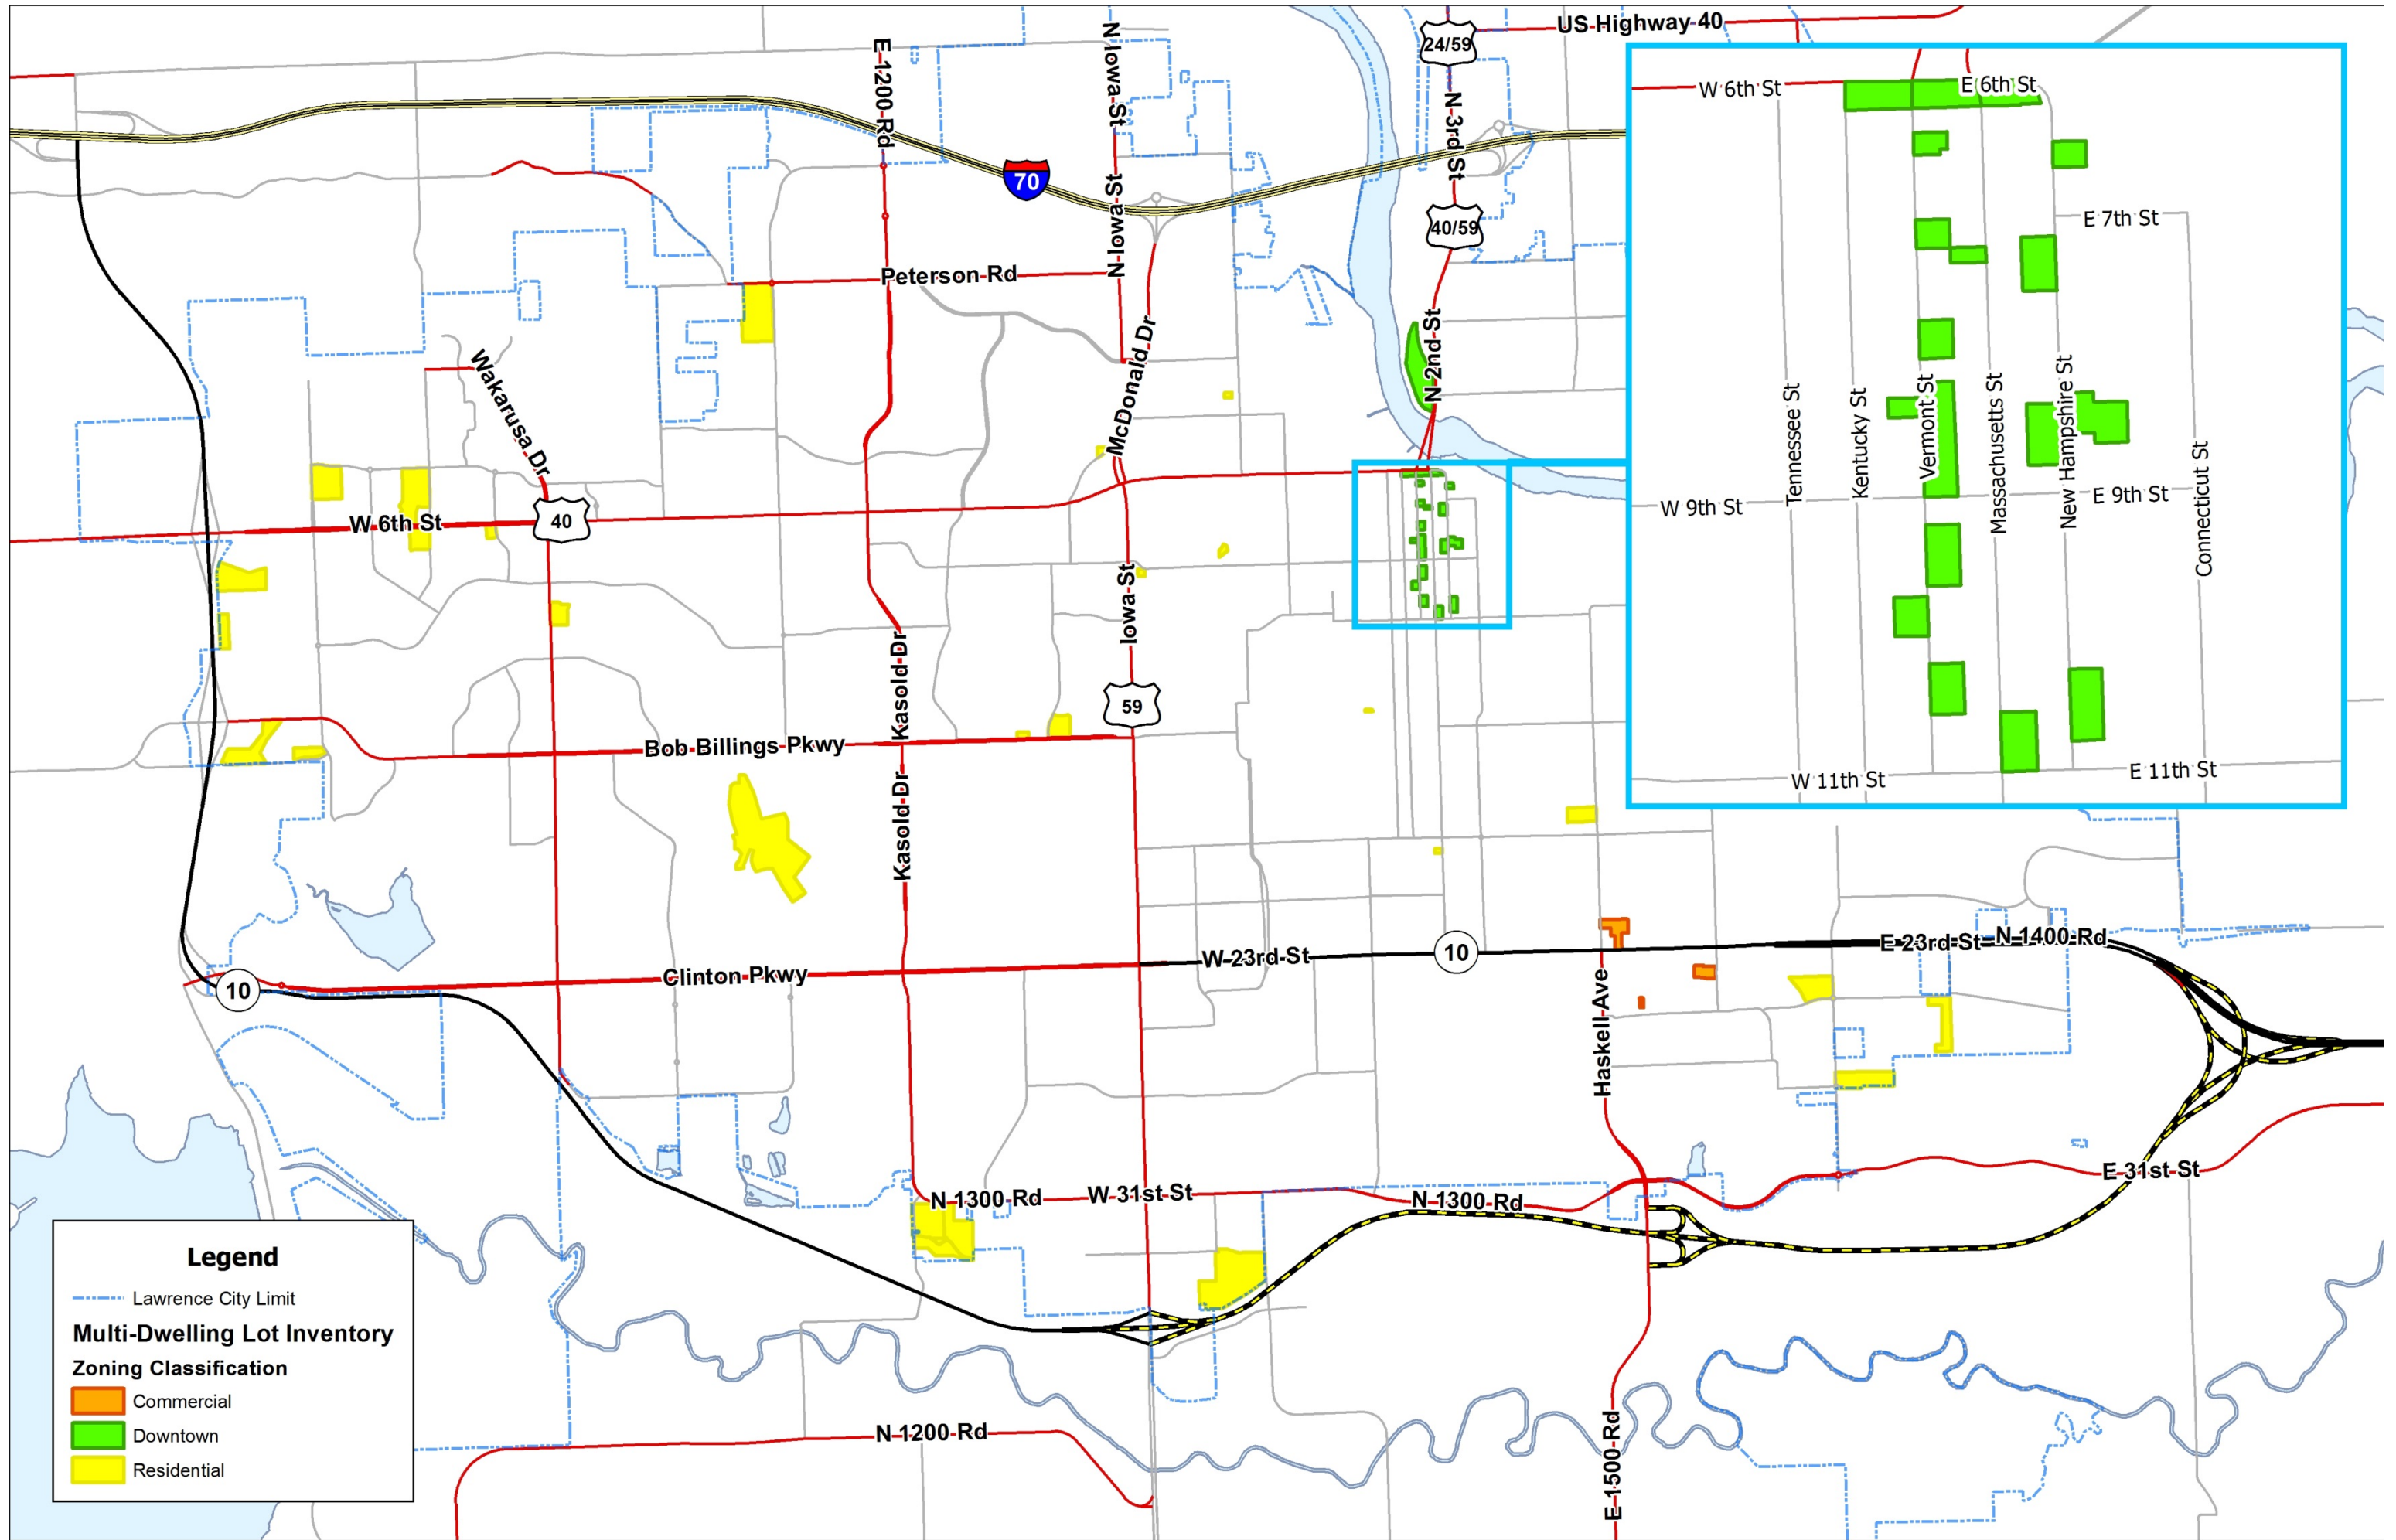 US Highway 40
24/59
E 1200 Rd
N Iowa St
N 3rd St
70
N Iowa St
40/59
Peterson Rd
N 2nd St
McDonald Dr
Wakarusa Dr
W 6th St
40
Iowa St
Kasold Dr
59
Bob Billings Pkwy
Kasold Dr
W 6th St
E 6th St
E 7th St
Tennessee St
Kentucky St
Vermont St
Massachusetts St
New Hampshire St
Connecticut St
W 9th St
E 9th St
W 11th St
E 11th St
10
Clinton Pkwy
W 23rd St
10
E 23rd St
N 1400 Rd
Haskell Ave
N 1300 Rd
W 31st St
N 1300 Rd
E 31st St
N 1200 Rd
E 1500 Rd
Legend
Lawrence City Limit
Multi-Dwelling Lot Inventory
Zoning Classification
Commercial
Downtown
Residential